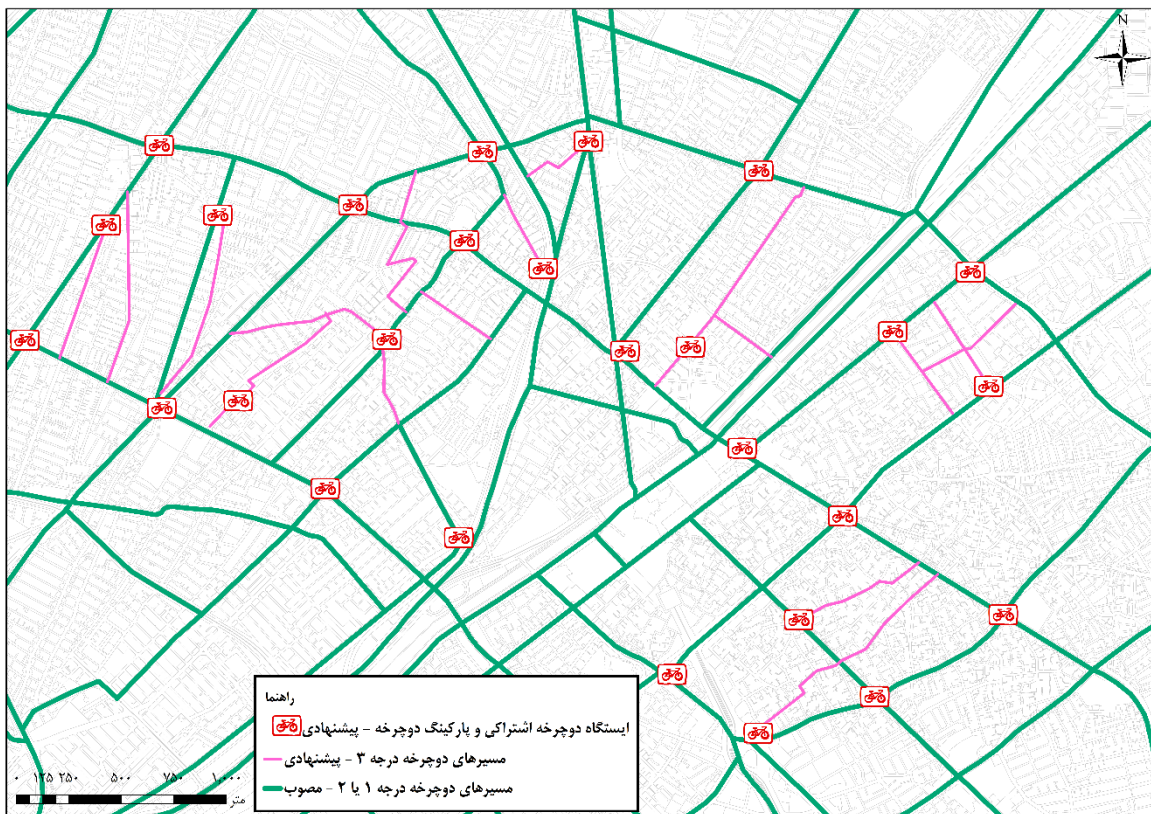 N
راهنما
ایستگاه دوچرخه اشتراکی و پارکینگ دوچرخه - پیشنهادی
مسیرهای دوچرخه درجه ۳ - پیشنهادی
مسیرهای دوچرخه درجه ۱ یا ۲ - مصوب
۰ ۱۲۵ ۲۵۰ ۵۰۰ ۷۵۰ ۱,۰۰۰
متر